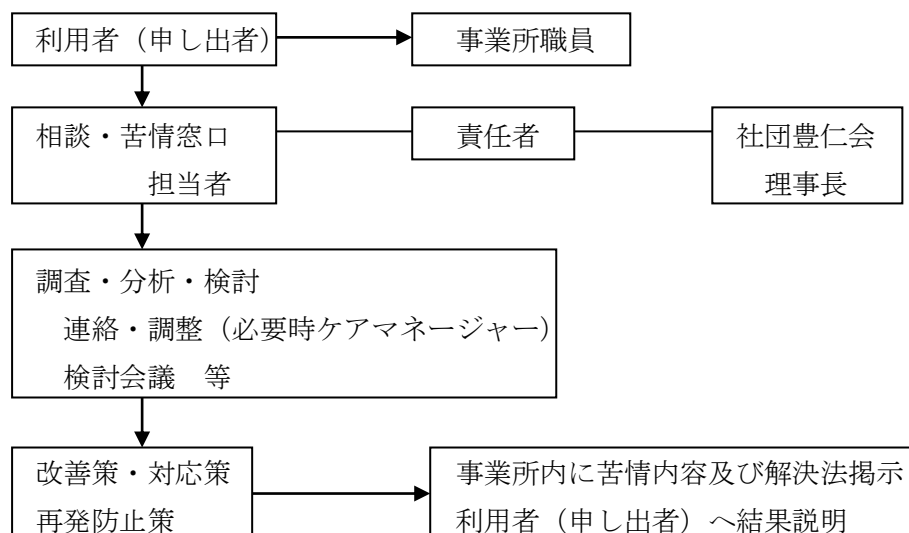 利用者（申し出者）
事業所職員
相談・苦情窓口
担当者
責任者
社団豊仁会
理事長
調査・分析・検討
連絡・調整（必要時ケアマネージャー）
検討会議　等
改善策・対応策
再発防止策
事業所内に苦情内容及び解決法掲示
利用者（申し出者）へ結果説明